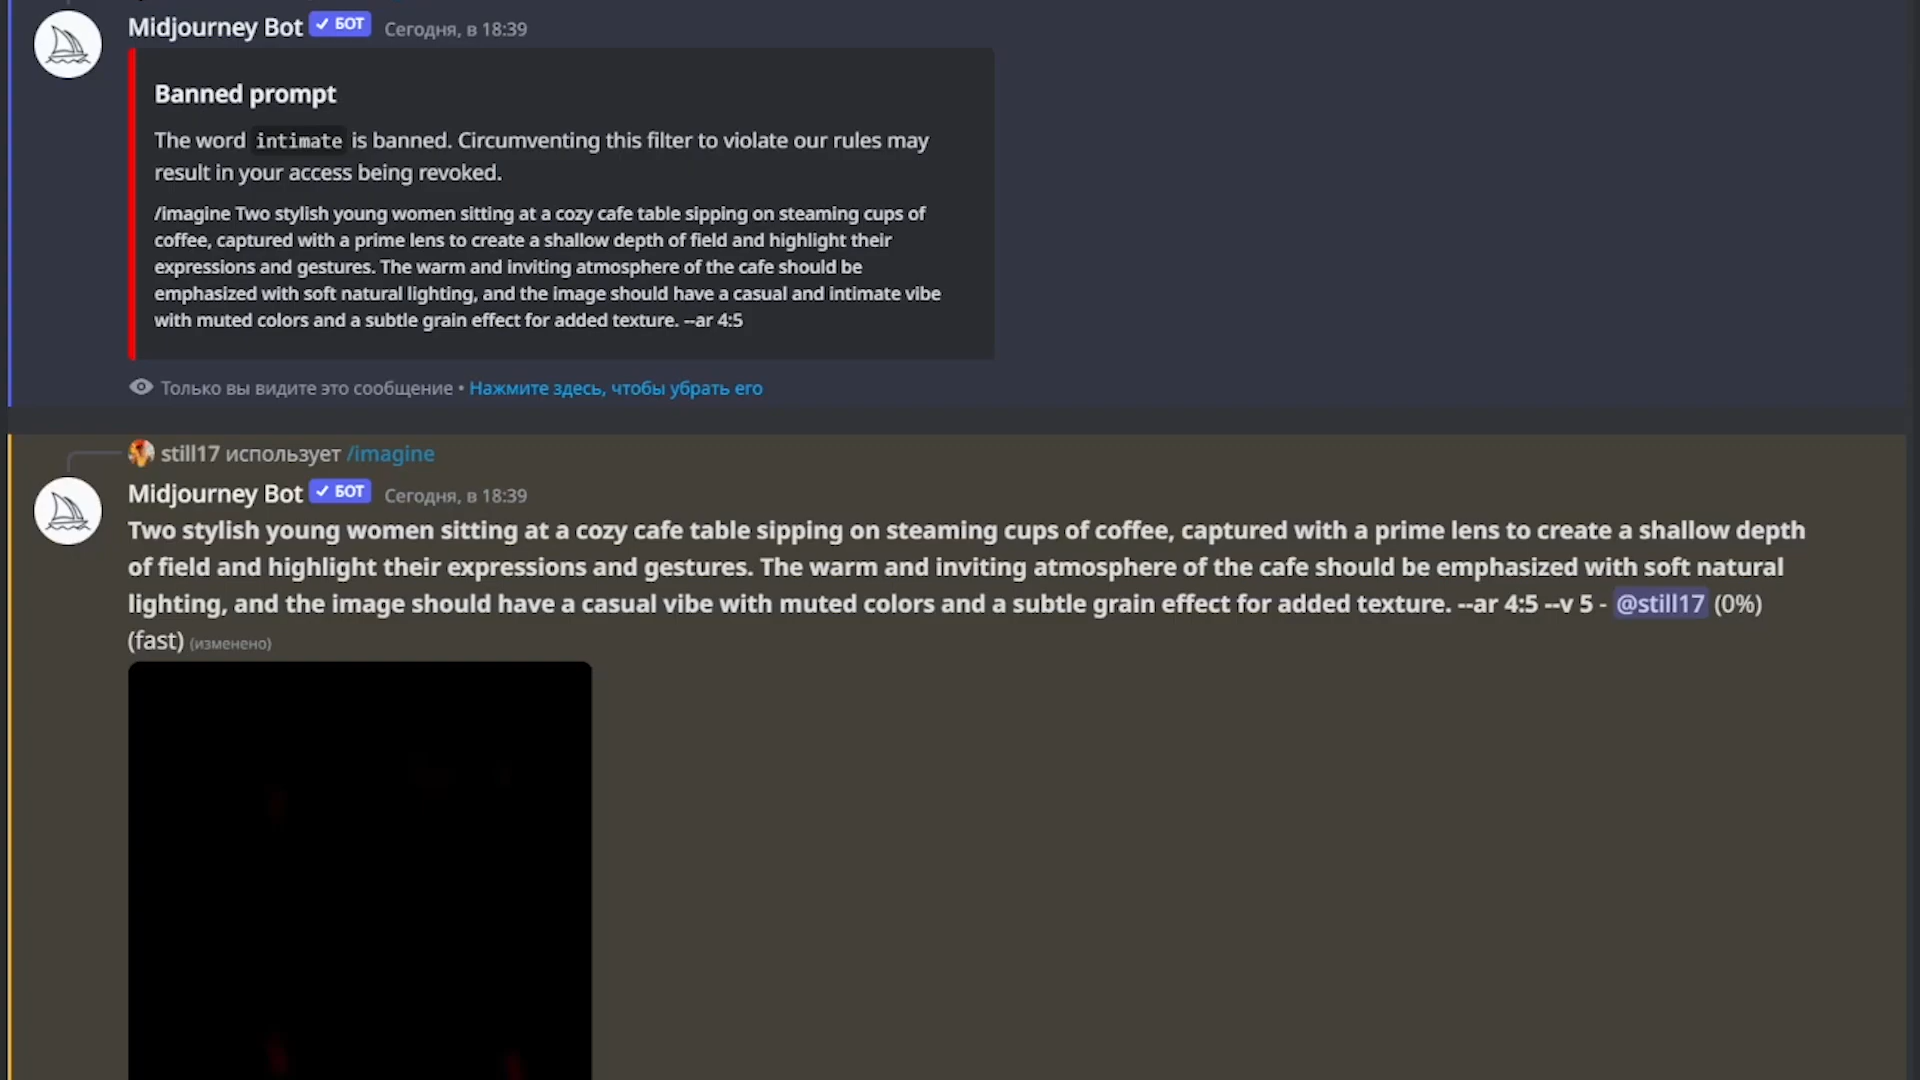 Midjourney Bot ✓ БОТ Сегодня, в 18:39
Banned prompt
The word intimate is banned. Circumventing this filter to violate our rules may
result in your access being revoked.
/imagine Two stylish young women sitting at a cozy cafe table sipping on steaming cups of
coffee, captured with a prime lens to create a shallow depth of field and highlight their
expressions and gestures. The warm and inviting atmosphere of the cafe should be
emphasized with soft natural lighting, and the image should have a casual and intimate vibe
with muted colors and a subtle grain effect for added texture. --ar 4:5
Только вы видите это сообщение • Нажмите здесь, чтобы убрать его
still17 использует /imagine
Midjourney Bot ✓ БОТ Сегодня, в 18:39
Two stylish young women sitting at a cozy cafe table sipping on steaming cups of coffee, captured with a prime lens to create a shallow depth
of field and highlight their expressions and gestures. The warm and inviting atmosphere of the cafe should be emphasized with soft natural
lighting, and the image should have a casual vibe with muted colors and a subtle grain effect for added texture. --ar 4:5 --v 5 - @still17 (0%)
(fast) (изменено)